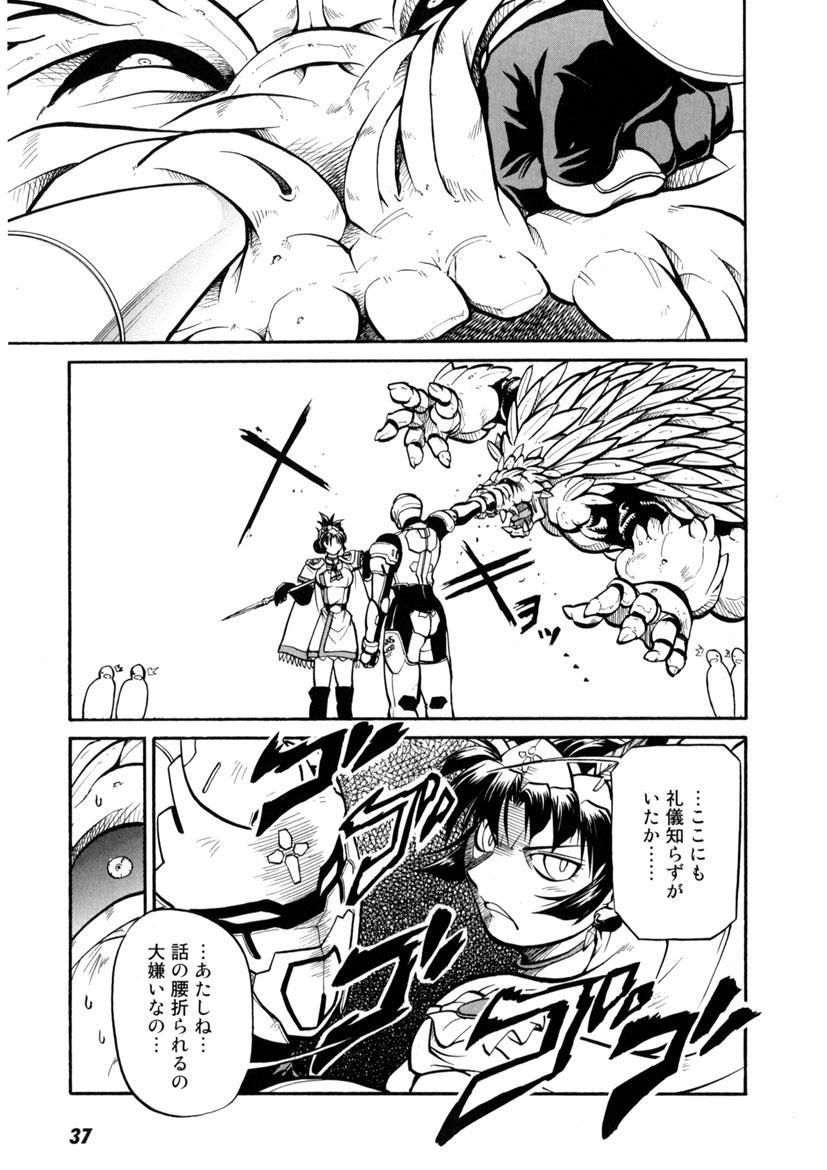 メキョッ
…ここにも
礼儀知らずが
いたか……
ゴゴゴゴゴゴ
…あたしね…
話の腰折られるの
大嫌いなの…
37